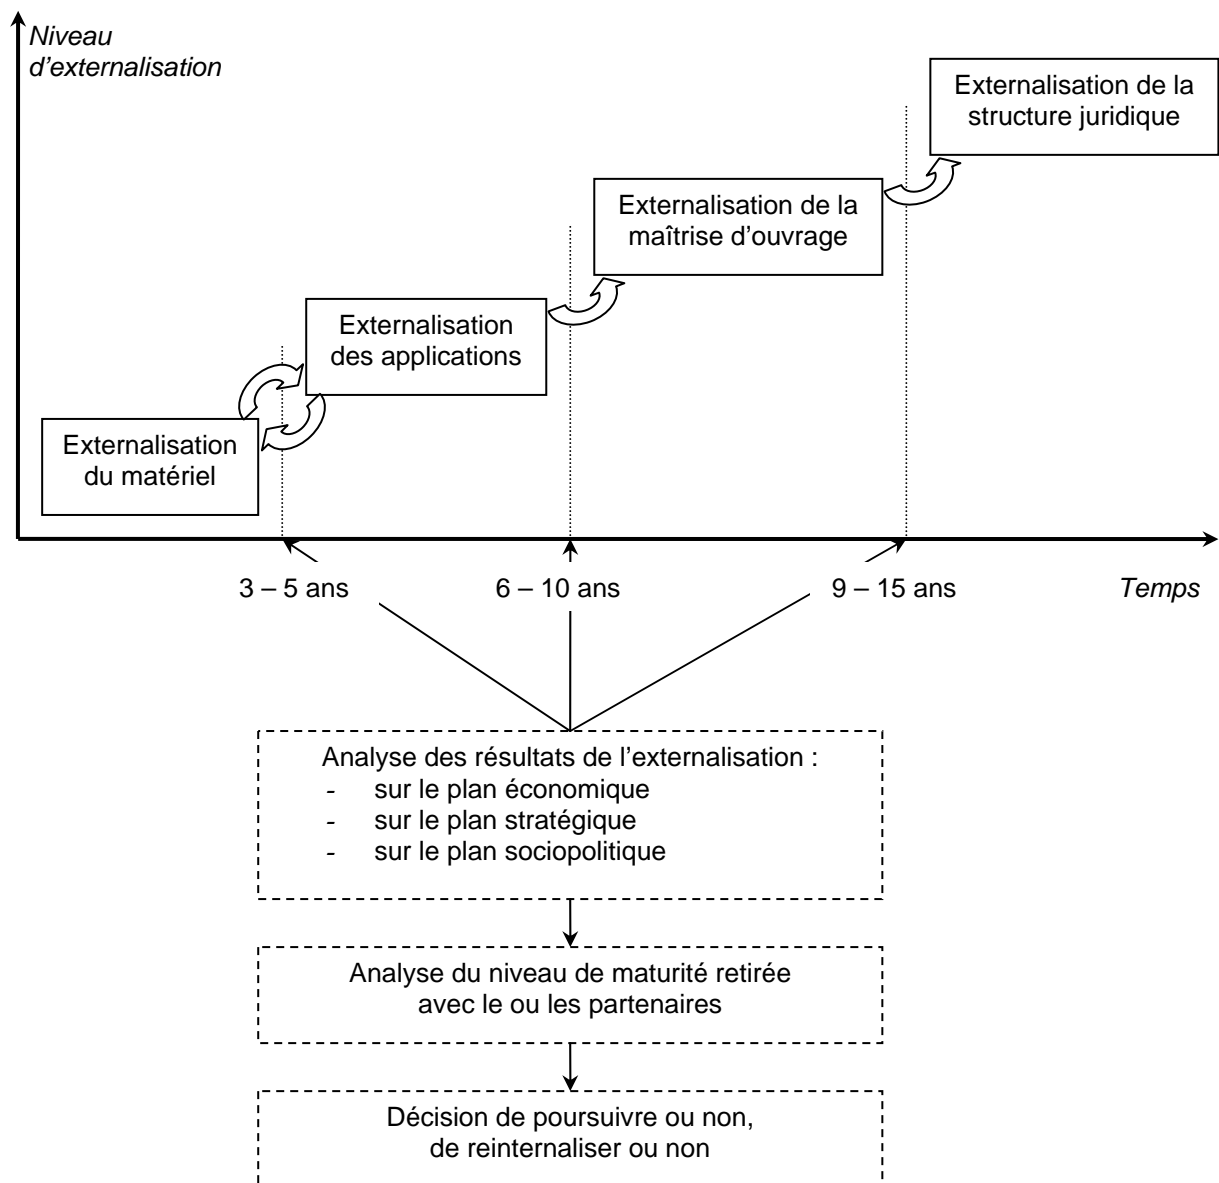 Niveau
d’externalisation
Externalisation de la
structure juridique
Externalisation de la
maîtrise d’ouvrage
Externalisation
des applications
Externalisation
du matériel
3 – 5 ans
6 – 10 ans
9 – 15 ans
Temps
Analyse des résultats de l’externalisation :
- sur le plan économique
- sur le plan stratégique
- sur le plan sociopolitique
Analyse du niveau de maturité retirée
avec le ou les partenaires
Décision de poursuivre ou non,
de reinternaliser ou non